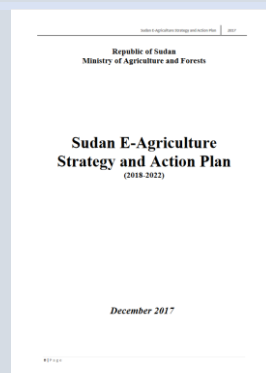 Sudan E-Agriculture Strategy and Action Plan 2017
Republic of Sudan
Ministry of Agriculture and Forests
Sudan E-Agriculture
Strategy and Action Plan
(2018-2022)
December 2017